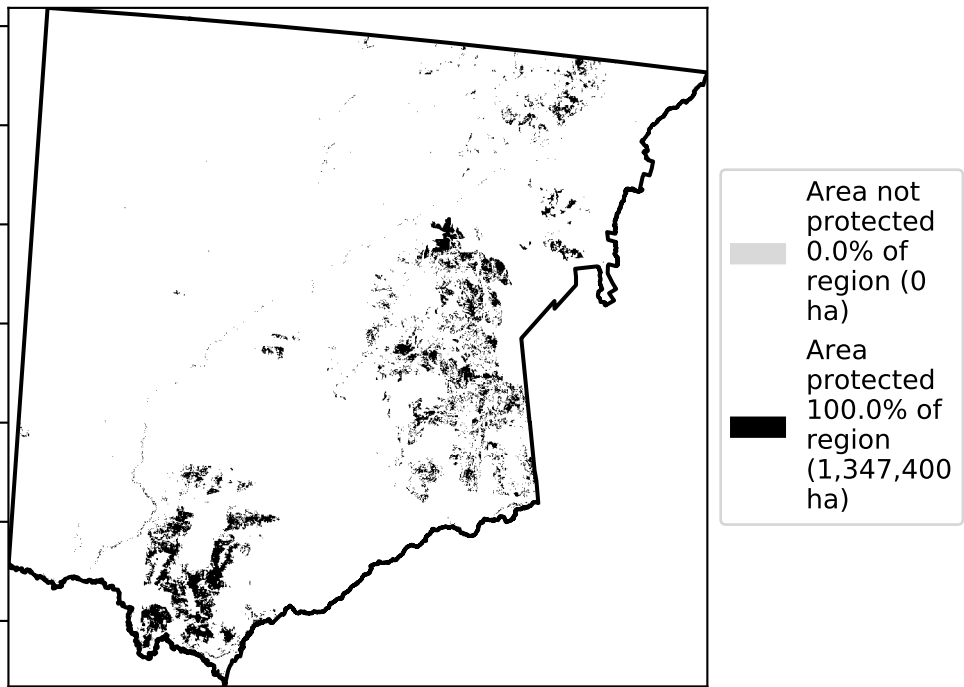 Area not
protected
0.0% of
region (0
ha)
Area
protected
100.0% of
region
(1,347,400
ha)